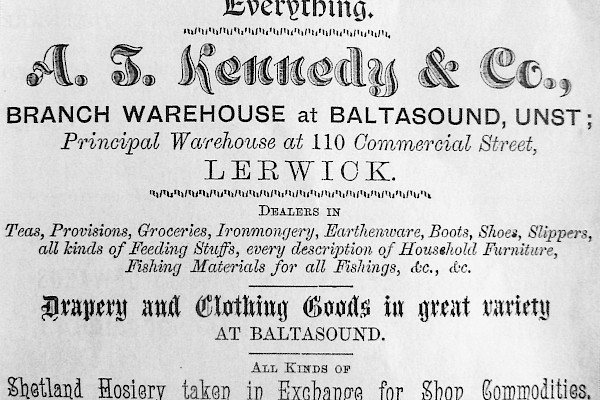 Everything.
A. J. Kennedy & Co.,
BRANCH WAREHOUSE at BALTASOUND, UNST;
Principal Warehouse at 110 Commercial Street,
LERWICK.
DEALERS IN
Teas, Provisions, Groceries, Ironmongery, Earthenware, Boots, Shoes, Slippers,
all kinds of Feeding Stuffs, every description of Household Furniture,
Fishing Materials for all Fishings, &c., &c.
Drapery and Clothing Goods in great variety
AT BALTASOUND.
ALL KINDS OF
Shetland Hosiery taken in Exchange for Shop Commodities.